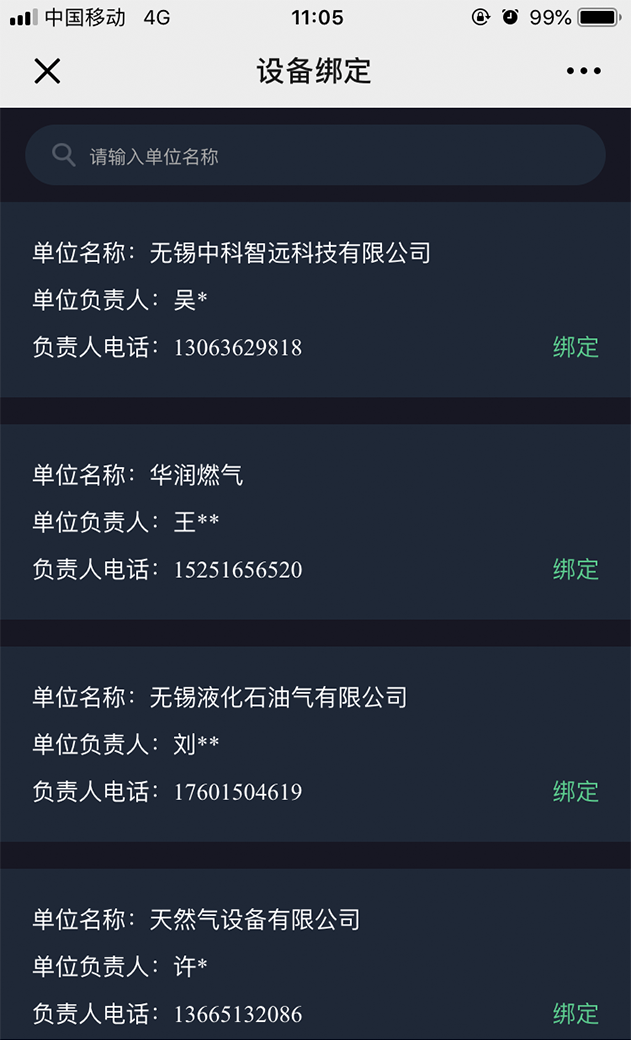 中国移动 4G 11:05 99%
设备绑定
请输入单位名称
单位名称：无锡中科智远科技有限公司
单位负责人：吴*
负责人电话：13063629818 绑定
单位名称：华润燃气
单位负责人：王**
负责人电话：15251656520 绑定
单位名称：无锡液化石油气有限公司
单位负责人：刘**
负责人电话：17601504619 绑定
单位名称：天然气设备有限公司
单位负责人：许*
负责人电话：13665132086 绑定